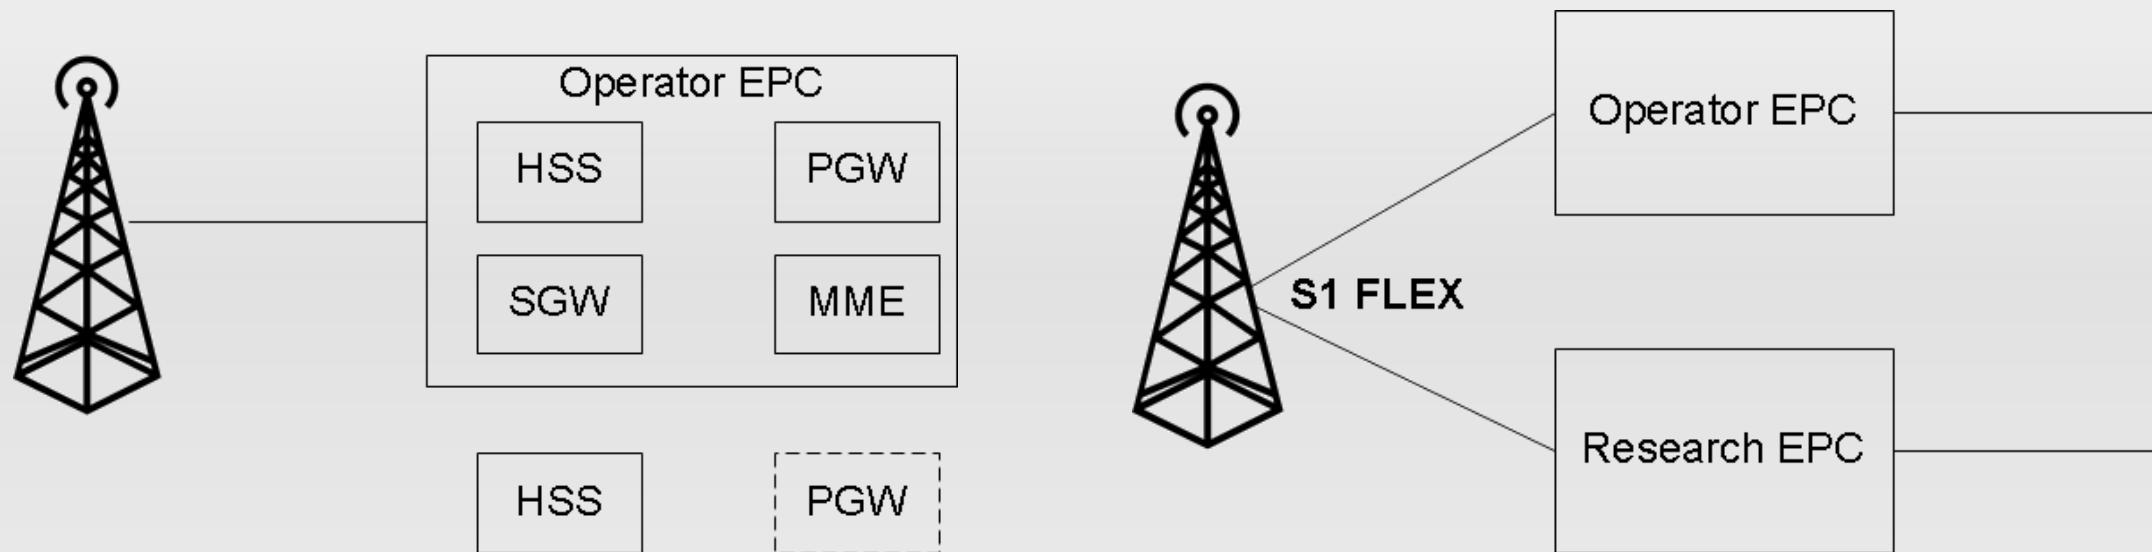 Operator EPC
HSS
PGW
SGW
MME
HSS
PGW
Operator EPC
S1 FLEX
Research EPC